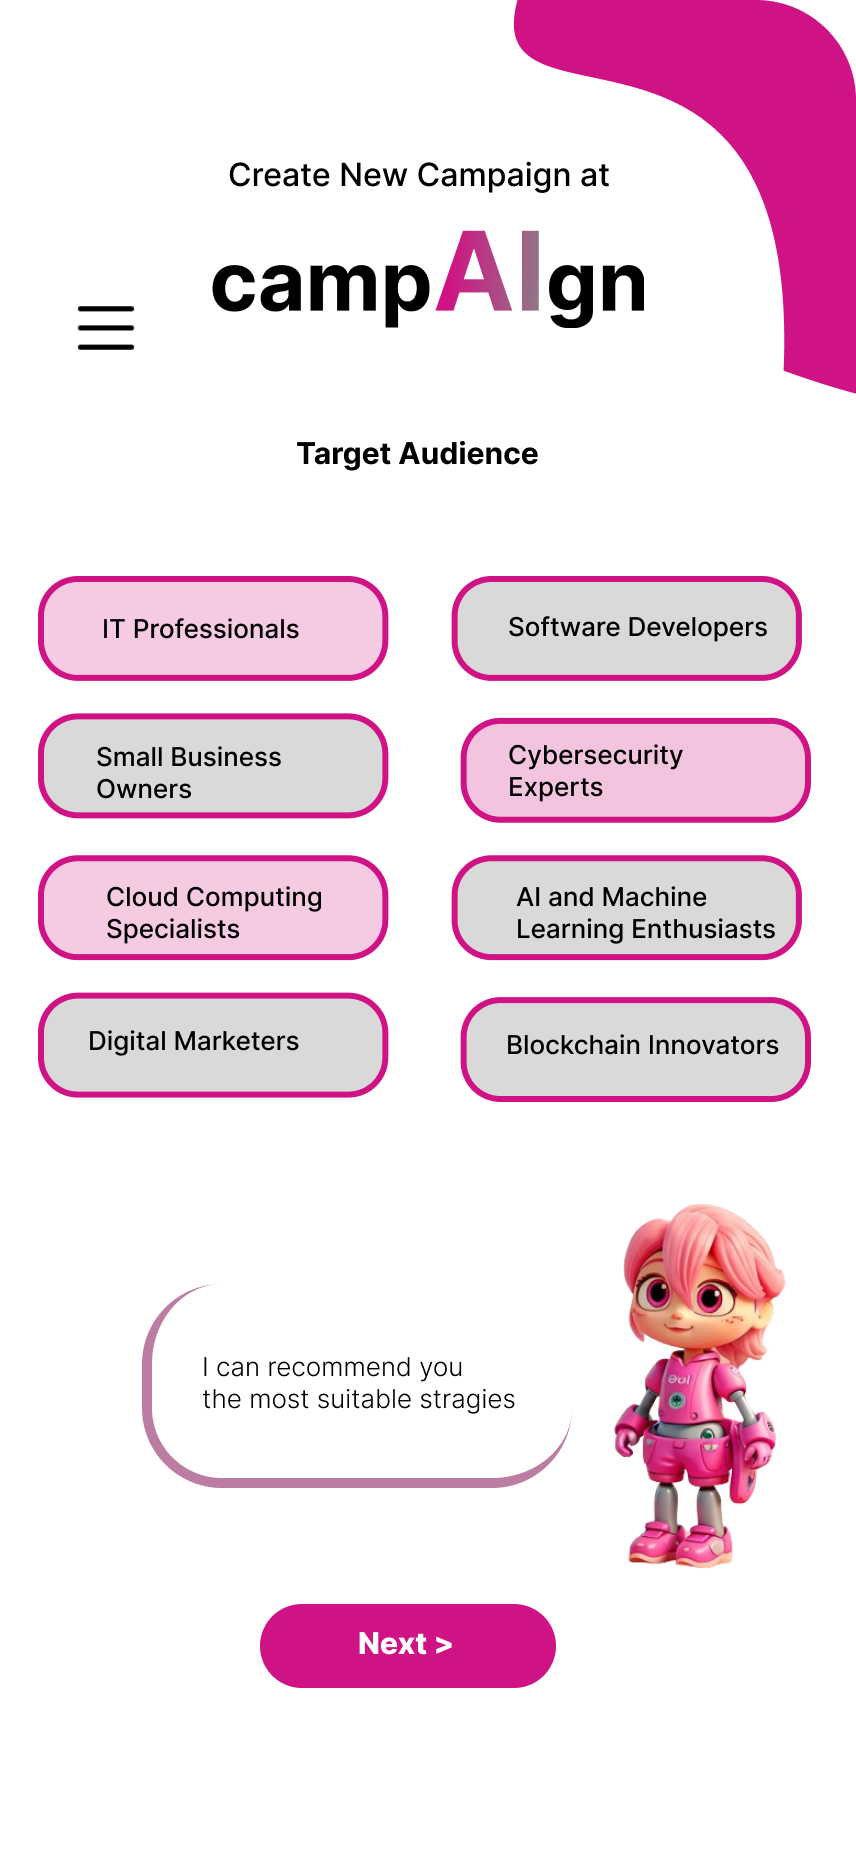 Create New Campaign at
campAIgn
Target Audience
IT Professionals
Software Developers
Small Business
Owners
Cybersecurity
Experts
Cloud Computing
Specialists
AI and Machine
Learning Enthusiasts
Digital Marketers
Blockchain Innovators
I can recommend you
the most suitable stragies
Next >